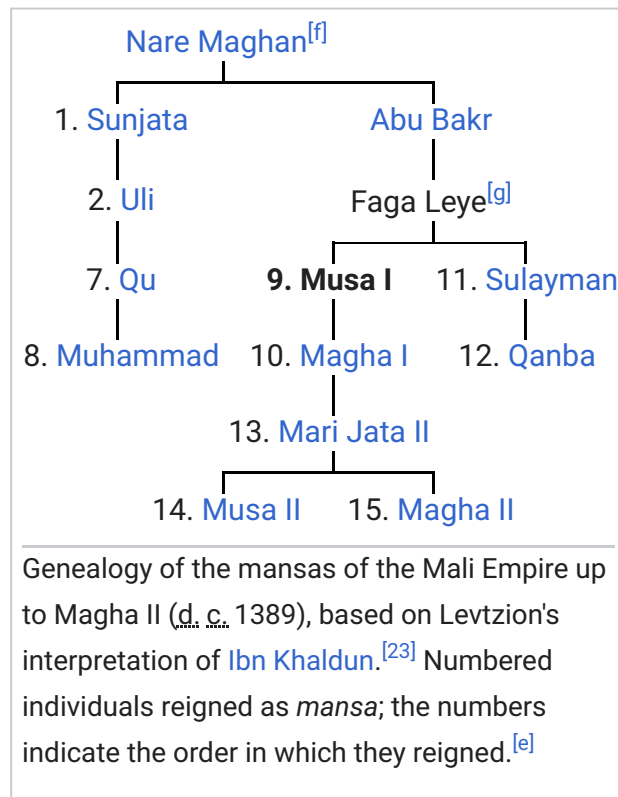 Nare Maghan[f]
1. Sunjata Abu Bakr
2. Uli Faga Leye[g]
7. Qu 9. Musa I 11. Sulayman
8. Muhammad 10. Magha I 12. Qanba
13. Mari Jata II
14. Musa II 15. Magha II
Genealogy of the mansas of the Mali Empire up
to Magha II (d. c. 1389), based on Levtzion's
interpretation of Ibn Khaldun.[23] Numbered
individuals reigned as mansa; the numbers
indicate the order in which they reigned.[e]